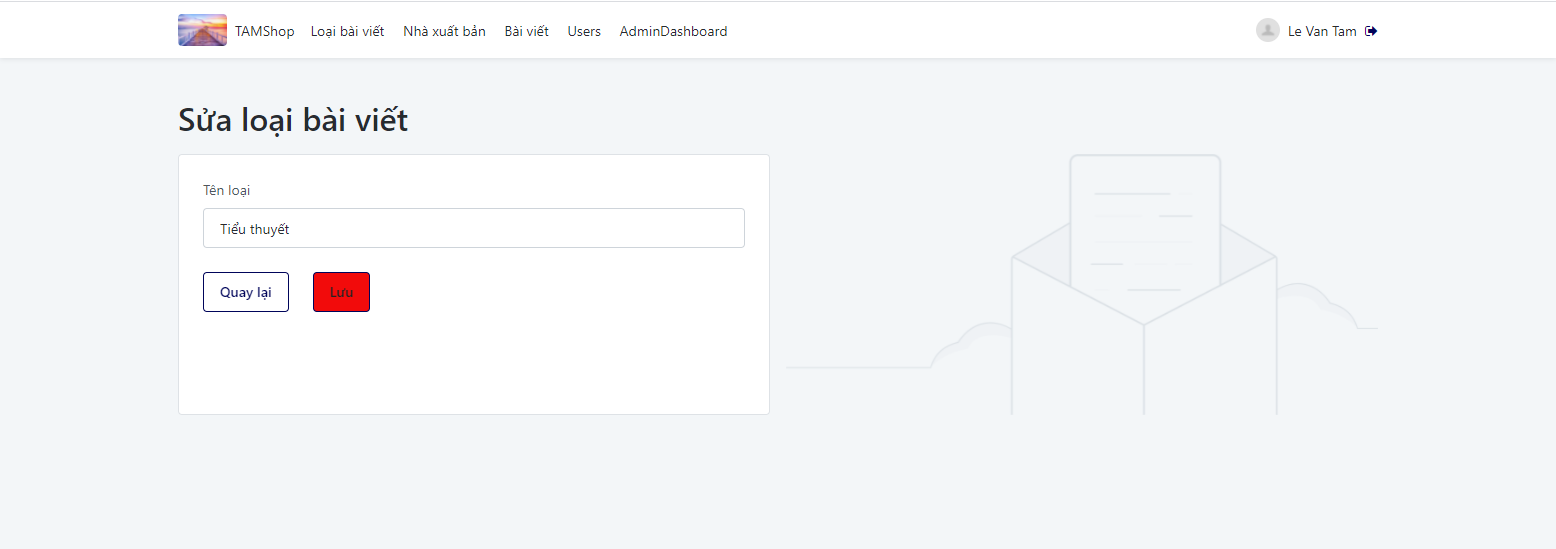 TAMShop Loại bài viết Nhà xuất bản Bài viết Users AdminDashboard Le Van Tam
Sửa loại bài viết
Tên loại
Tiểu thuyết
Quay lại Lưu